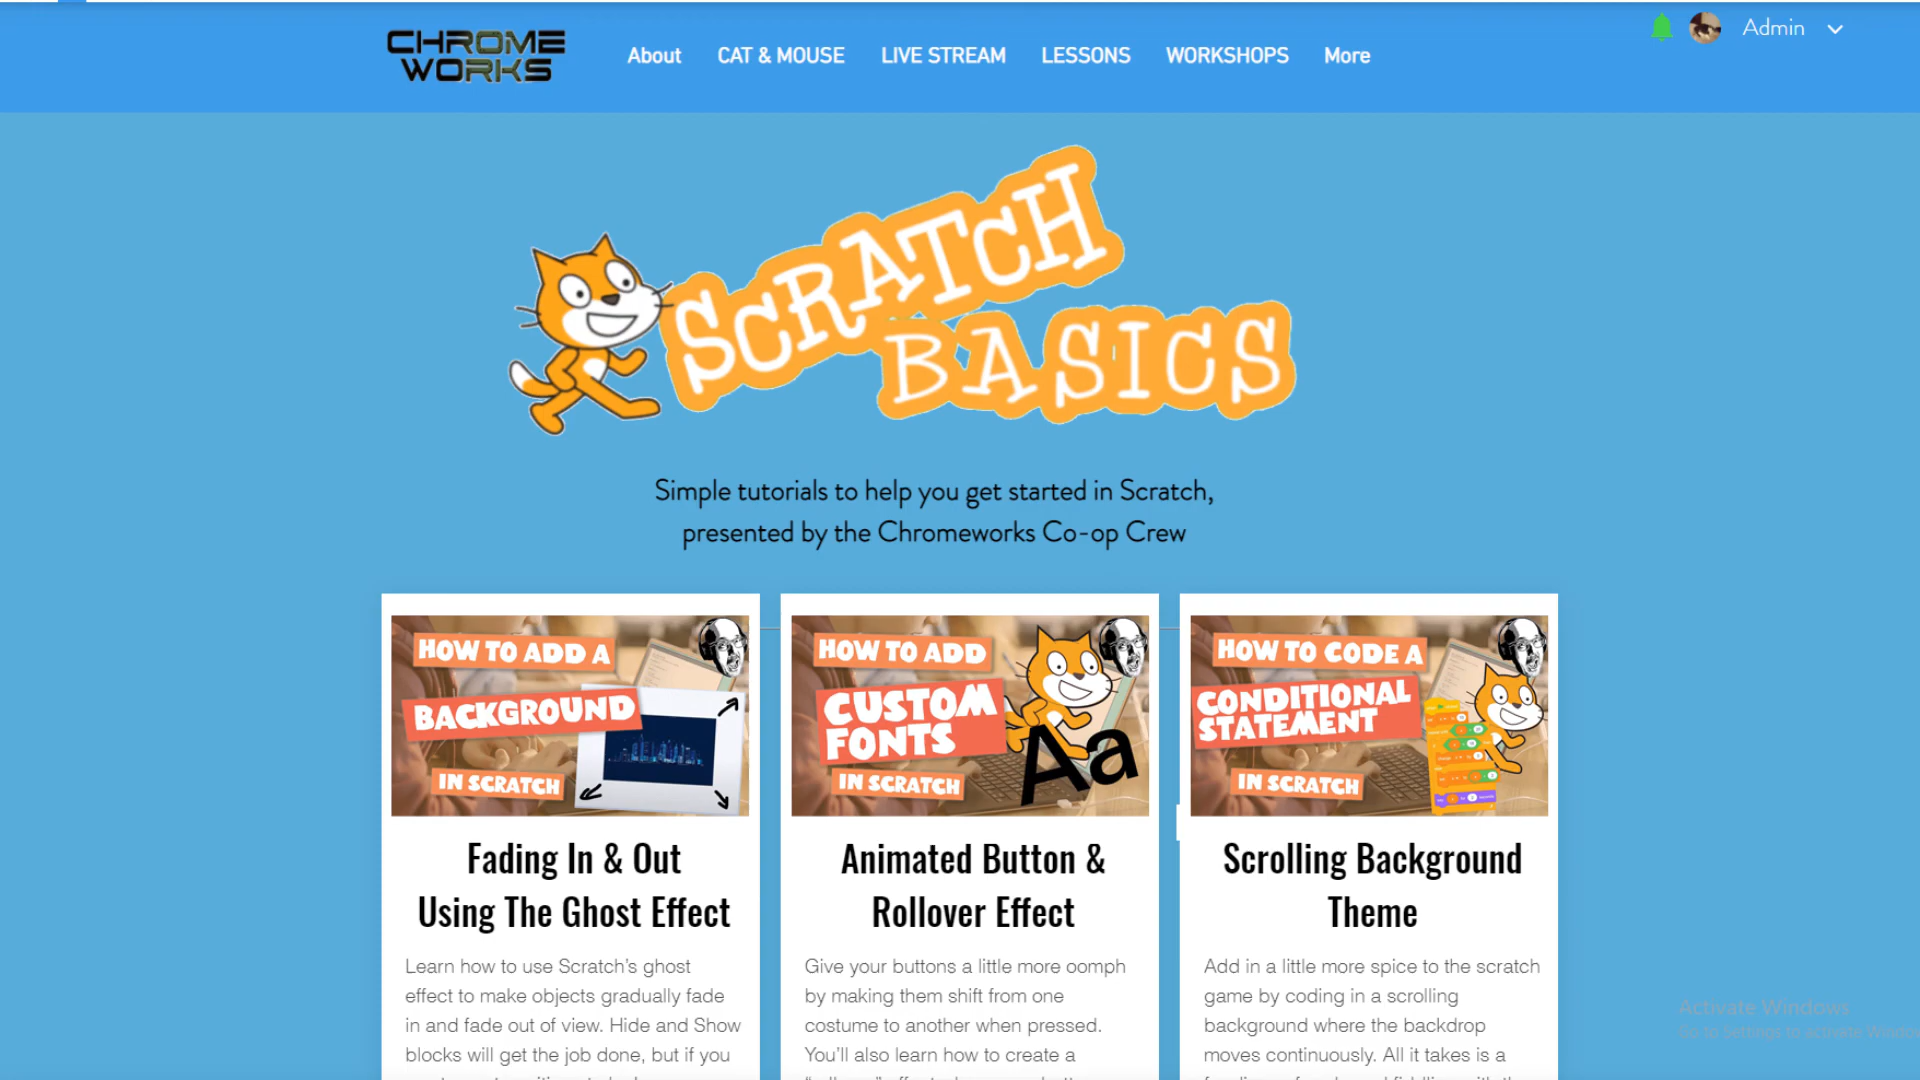 CHROME
WORKS
About CAT & MOUSE LIVE STREAM LESSONS WORKSHOPS More
Admin
SCRATCH
BASICS
Simple tutorials to help you get started in Scratch,
presented by the Chromeworks Co-op Crew
HOW TO ADD A
BACKGROUND
IN SCRATCH
Fading In & Out
Using The Ghost Effect
Learn how to use Scratch's ghost
effect to make objects gradually fade
in and fade out of view. Hide and Show
blocks will get the job done, but if you
HOW TO ADD
CUSTOM
FONTS
IN SCRATCH
Aa
Animated Button &
Rollover Effect
Give your buttons a little more oomph
by making them shift from one
costume to another when pressed.
You'll also learn how to create a
HOW TO CODE A
CONDITIONAL
STATEMENT
IN SCRATCH
Scrolling Background
Theme
Add in a little more spice to the scratch
game by coding in a scrolling
background where the backdrop
moves continuously. All it takes is a
Activate Windows
Go to Settings to activate Windows